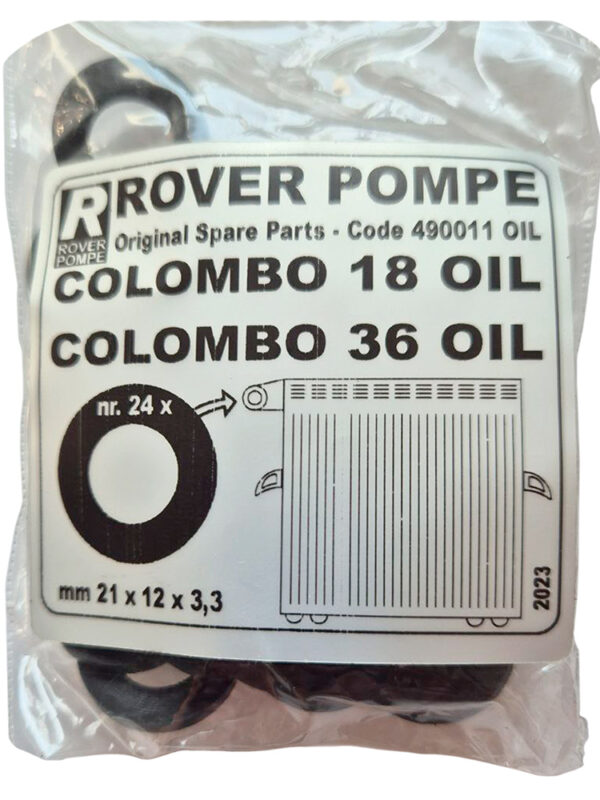 R ROVER POMPE
ROVER
POMPE
Original Spare Parts - Code 490011 OIL
COLOMBO 18 OIL
COLOMBO 36 OIL
nr. 24 x
mm 21 x 12 x 3,3
2023